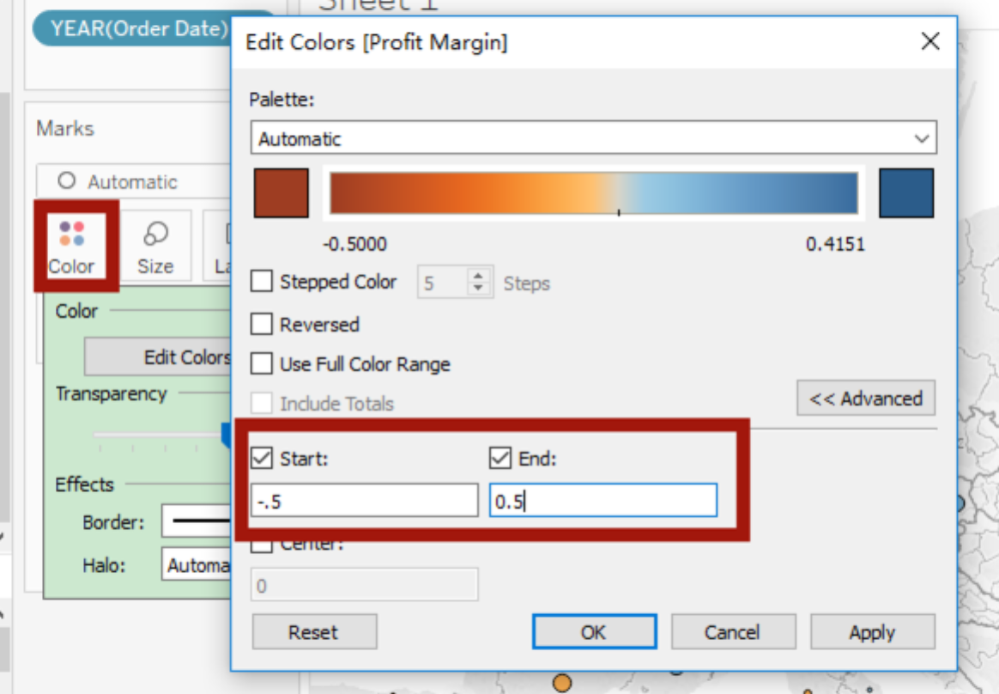 Sheet 1
YEAR(Order Date)
Edit Colors [Profit Margin]
Palette:
Marks
Automatic
Automatic
-0.5000 0.4151
Color Size
Stepped Color 5 Steps
Color
Reversed
Edit Colors
Use Full Color Range
Transparency
Include Totals << Advanced
Start: End:
Effects
-.5 0.5
Border:
Center:
Halo: Automa
0
Reset OK Cancel Apply